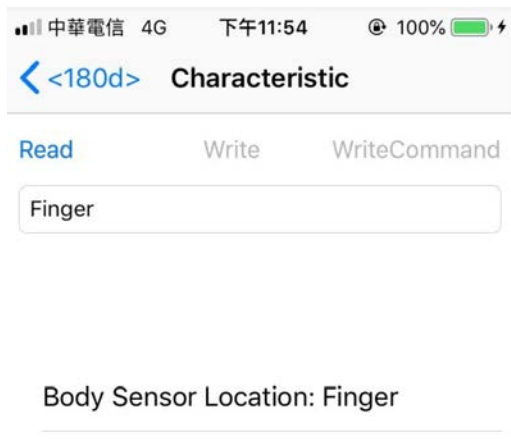 中華電信 4G 下午11:54 100%
<180d> Characteristic
Read Write WriteCommand
Finger
Body Sensor Location: Finger